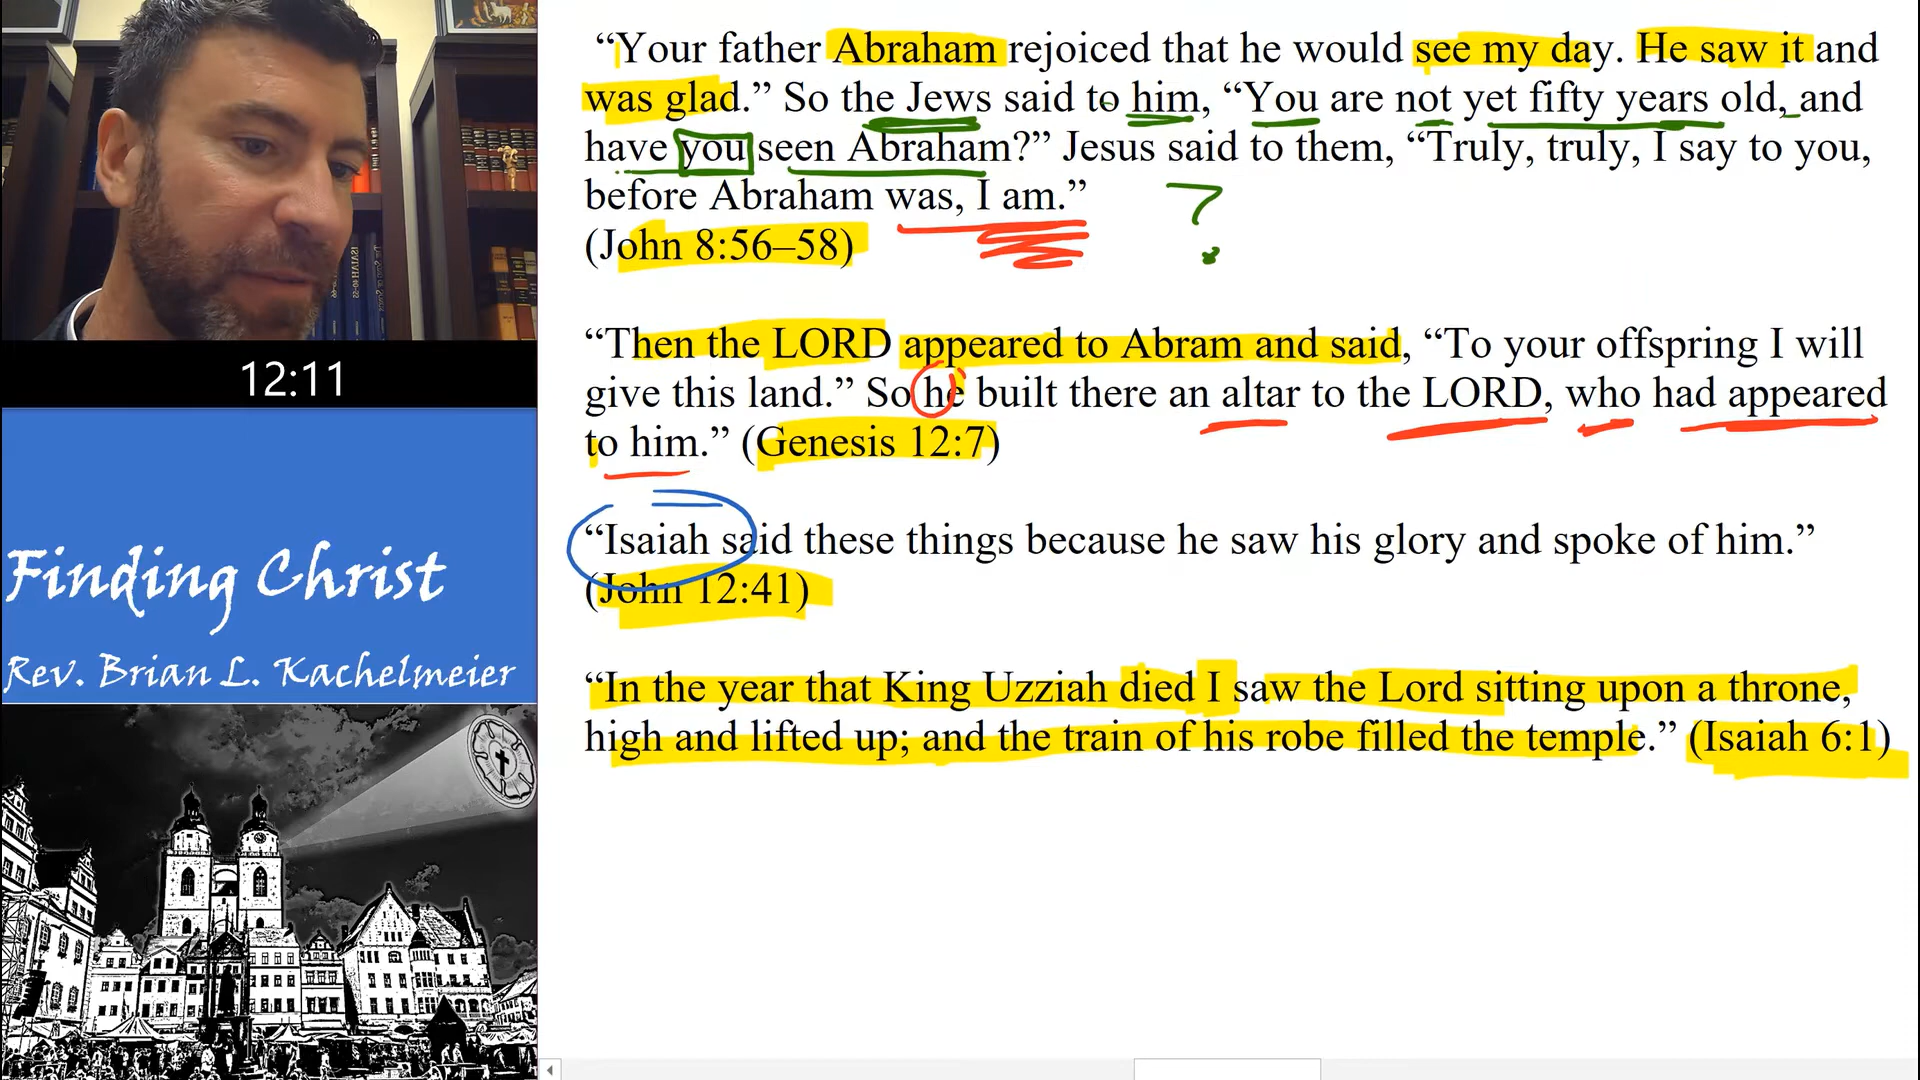 “Your father Abraham rejoiced that he would see my day. He saw it and
was glad.” So the Jews said to him, “You are not yet fifty years old, and
have you seen Abraham?” Jesus said to them, “Truly, truly, I say to you,
before Abraham was, I am.”
?
(John 8:56–58)
“Then the LORD appeared to Abram and said, “To your offspring I will
give this land.” So he built there an altar to the LORD, who had appeared
to him.” (Genesis 12:7)
“Isaiah said these things because he saw his glory and spoke of him.”
(John 12:41)
“In the year that King Uzziah died I saw the Lord sitting upon a throne,
high and lifted up; and the train of his robe filled the temple.” (Isaiah 6:1)
12:11
Finding Christ
Rev. Brian L. Kachelmeier